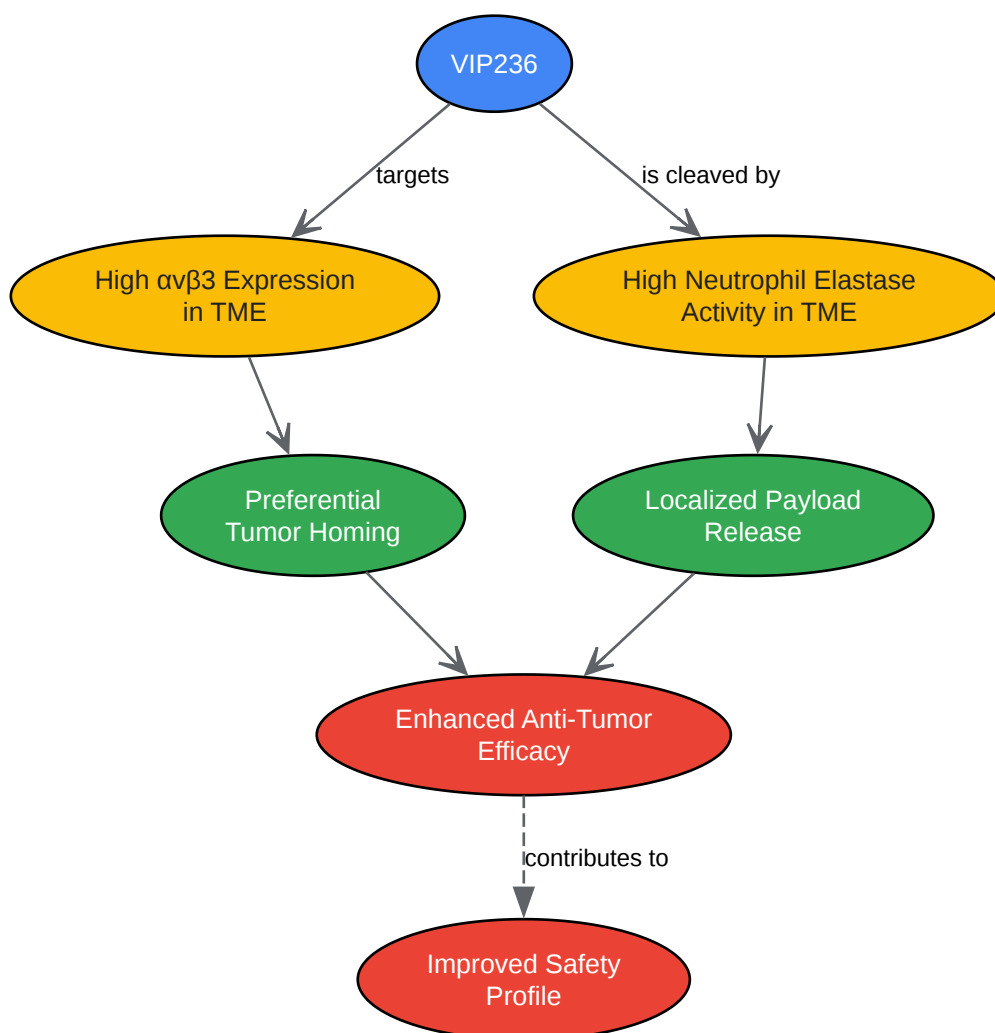 VIP236
targets
is cleaved by
High αvβ3 Expression
in TME
High Neutrophil Elastase
Activity in TME
Preferential
Tumor Homing
Localized Payload
Release
Enhanced Anti-Tumor
Efficacy
contributes to
Improved Safety
Profile